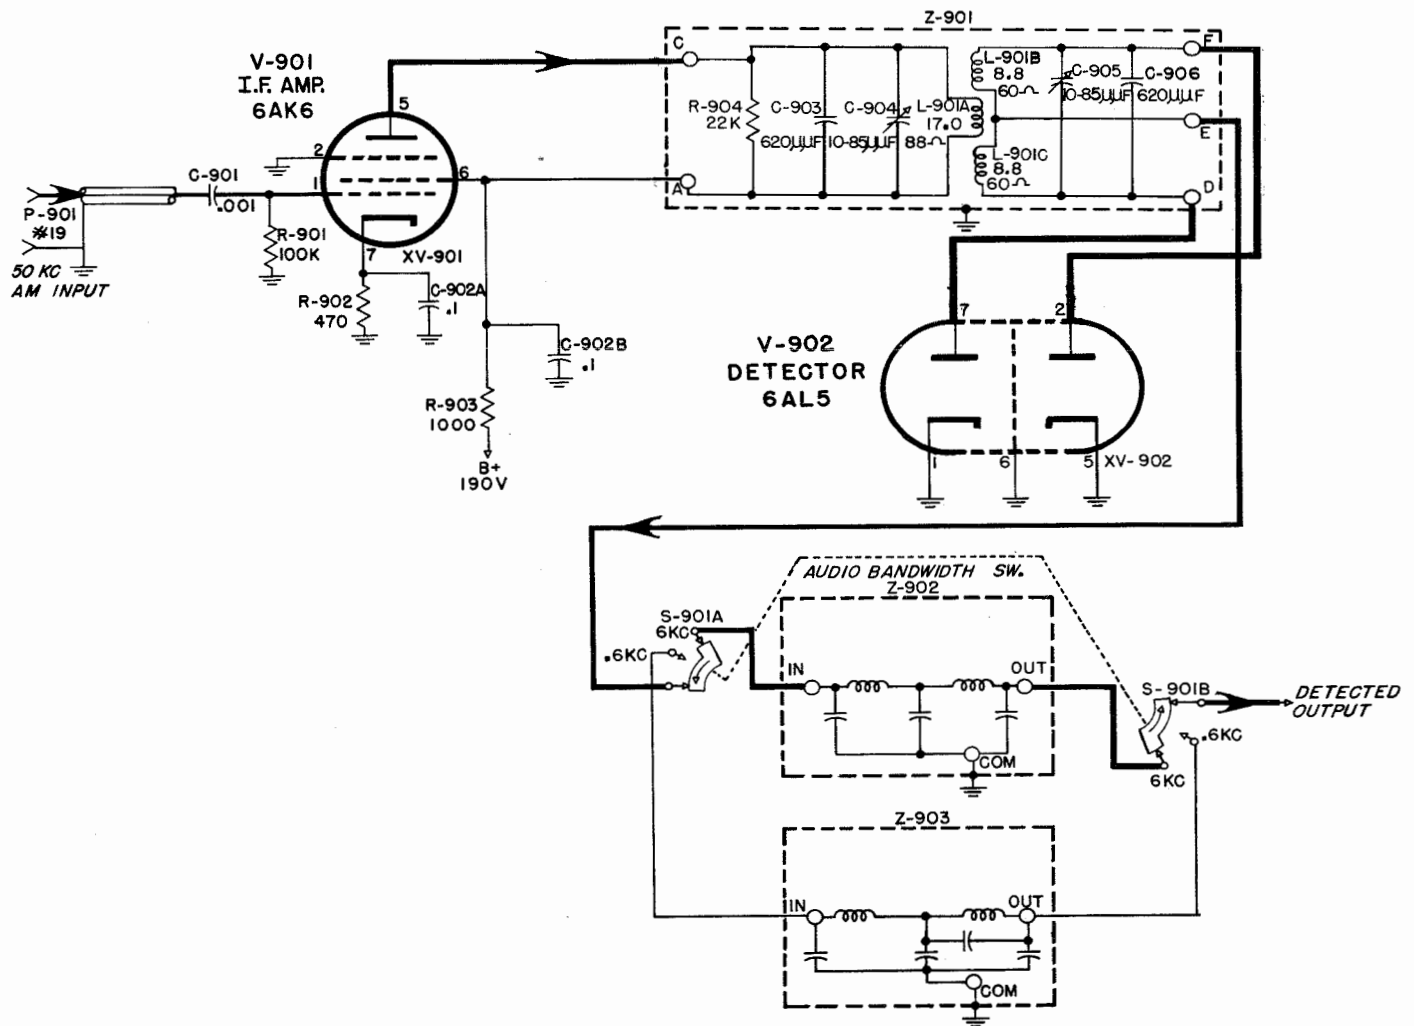 Z-901
V-901
I.F. AMP.
6AK6
5
2
1
6
7
XV-901
C-901
.001
P-901
#19
50 KC
AM INPUT
R-901
100K
R-902
470
C-902A
.1
C-902B
.1
R-903
1000
B+
190V
C
A
R-904
22K
C-903
620μμF
C-904
10-85μμF
L-901A
17.0
88Ω
L-901B
8.8
60Ω
L-901C
8.8
60Ω
C-905
10-85μμF
C-906
620μμF
F
E
D
V-902
DETECTOR
6AL5
7
2
1
6
5
XV-902
AUDIO BANDWIDTH SW.
Z-902
S-901A
6KC
.6KC
IN
OUT
COM
S-901B
.6KC
6KC
DETECTED
OUTPUT
Z-903
IN
OUT
COM